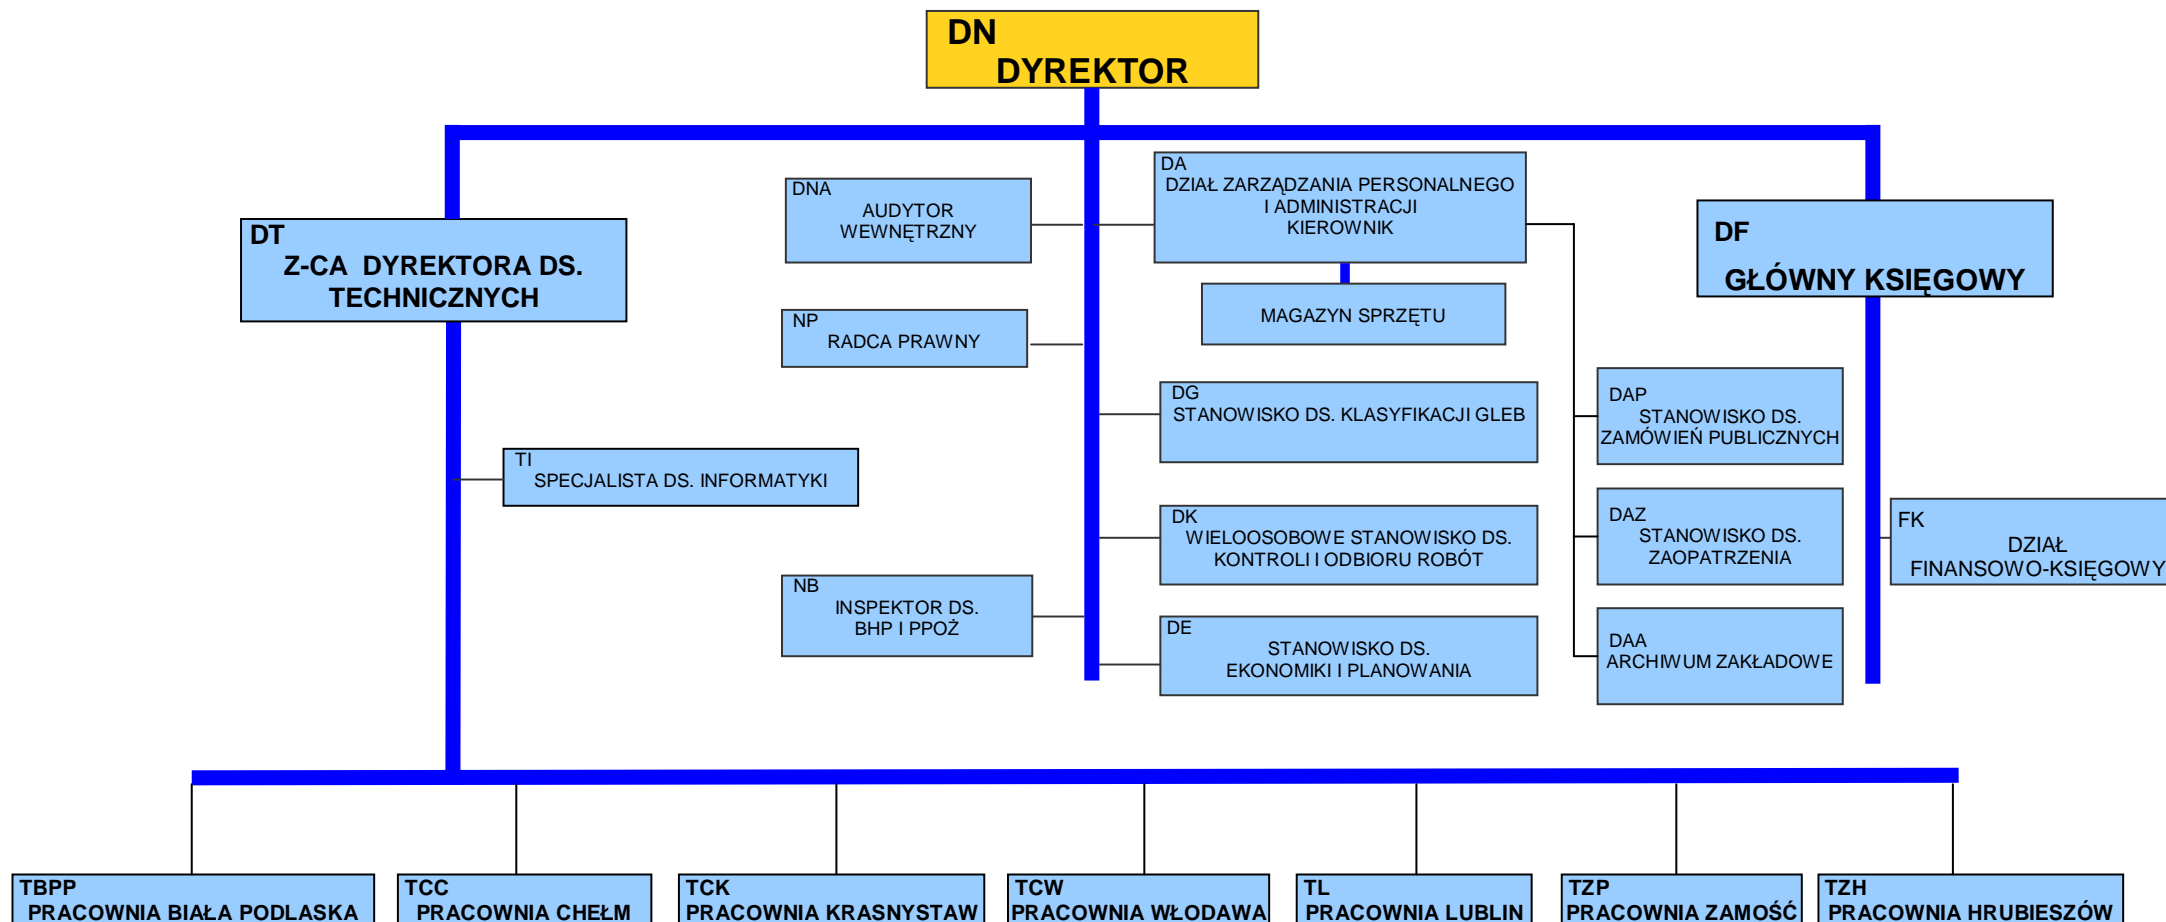 DN
DYREKTOR
DNA
AUDYTOR
WEWNĘTRZNY
DA
DZIAŁ ZARZĄDZANIA PERSONALNEGO
I ADMINISTRACJI
KIEROWNIK
DT
Z-CA DYREKTORA DS.
TECHNICZNYCH
DF
GŁÓWNY KSIĘGOWY
MAGAZYN SPRZĘTU
NP
RADCA PRAWNY
DG
STANOWISKO DS. KLASYFIKACJI GLEB
DAP
STANOWISKO DS.
ZAMÓWIEŃ PUBLICZNYCH
TI
SPECJALISTA DS. INFORMATYKI
DK
WIELOOSOBOWE STANOWISKO DS.
KONTROLI I ODBIORU ROBÓT
DAZ
STANOWISKO DS.
ZAOPATRZENIA
FK
DZIAŁ
FINANSOWO-KSIĘGOWY
NB
INSPEKTOR DS.
BHP I PPOŻ
DE
STANOWISKO DS.
EKONOMIKI I PLANOWANIA
DAA
ARCHIWUM ZAKŁADOWE
TBPP
PRACOWNIA BIAŁA PODLASKA
TCC
PRACOWNIA CHEŁM
TCK
PRACOWNIA KRASNYSTAW
TCW
PRACOWNIA WŁODAWA
TL
PRACOWNIA LUBLIN
TZP
PRACOWNIA ZAMOŚĆ
TZH
PRACOWNIA HRUBIESZÓW